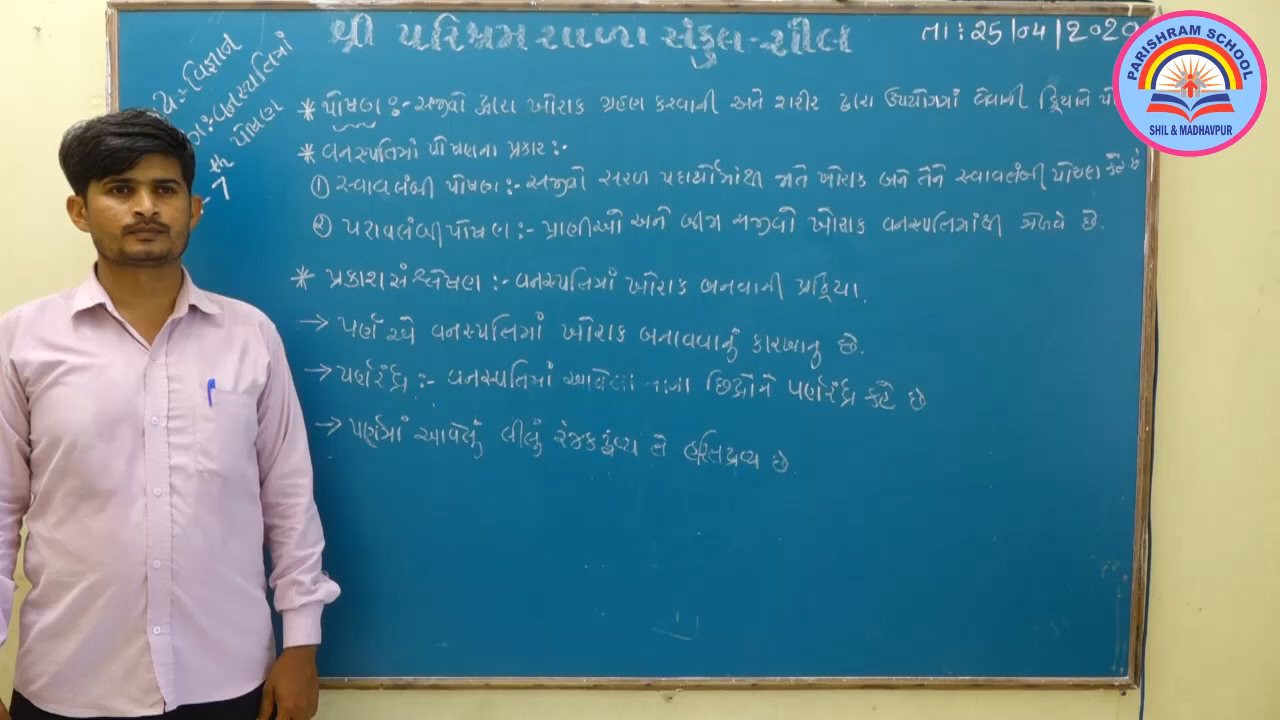 શ્રી પરિશ્રમ શાળા સંકુલ-શીલ
તા : 25/04/2020
PARISHRAM SCHOOL
SHIL & MADHAVPUR
વિજ્ઞાન
વનસ્પતિમાં
પોષણ
th
- 7
* પોષણ :- સજીવો દ્વારા ખોરાક ગ્રહણ કરવાની અને શરીર દ્વારા ઉપયોગમાં લેવાની ક્રિયાને
* વનસ્પતિમાં પોષણના પ્રકાર :-
① સ્વાવલંબી પોષણ :- સજીવો સરળ પદાર્થોમાંથી જાતે ખોરાક બને તેને સ્વાવલંબી પોષણ કહે છે
② પરાવલંબી પોષણ :- પ્રાણીઓ અને બીજા સજીવો ખોરાક વનસ્પતિમાંથી મેળવે છે.
* પ્રકાશસંશ્લેષણ :- વનસ્પતિમાં ખોરાક બનવાની પ્રક્રિયા.
→ પર્ણ એ વનસ્પતિમાં ખોરાક બનાવવાનું કારખાનુ છે.
→ પર્ણરંધ્ર :- વનસ્પતિમાં આવેલા નાના છિદ્રોને પર્ણરંધ્ર કહે છે
→ પર્ણમાં આવેલું લીલું રંજકદ્રવ્ય તે હરિતદ્રવ્ય છે.